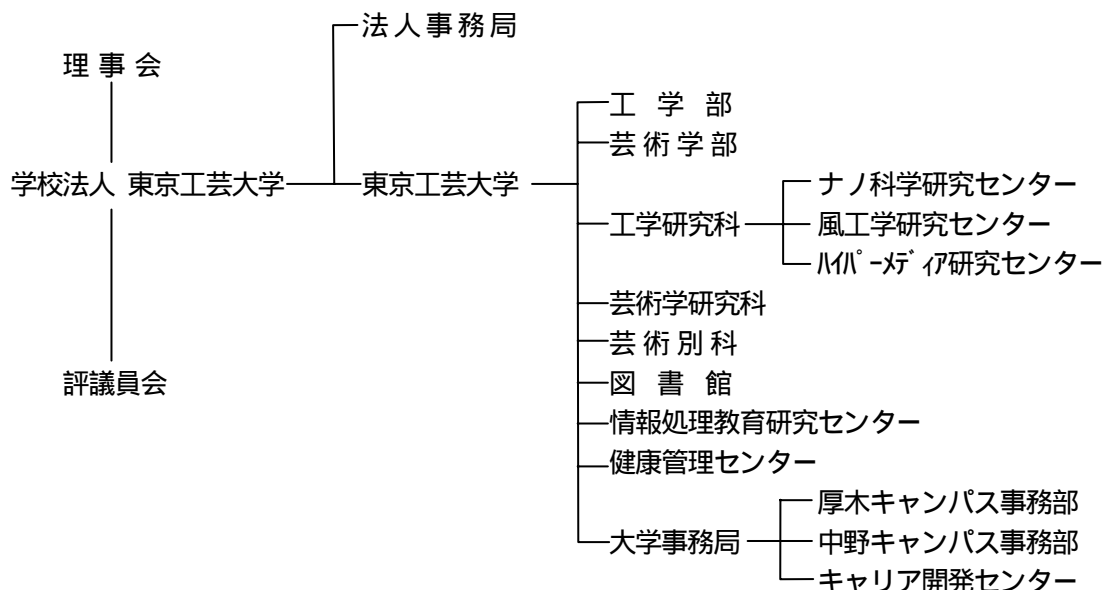 法人事務局
理事会
工学部
芸術学部
学校法人 東京工芸大学 東京工芸大学 ナノ科学研究センター
工学研究科 風工学研究センター
ﾊｲﾊﾟｰﾒﾃﾞｨｱ研究センター
芸術学研究科
芸術別科
評議員会 図書館
情報処理教育研究センター
健康管理センター
厚木キャンパス事務部
大学事務局 中野キャンパス事務部
キャリア開発センター